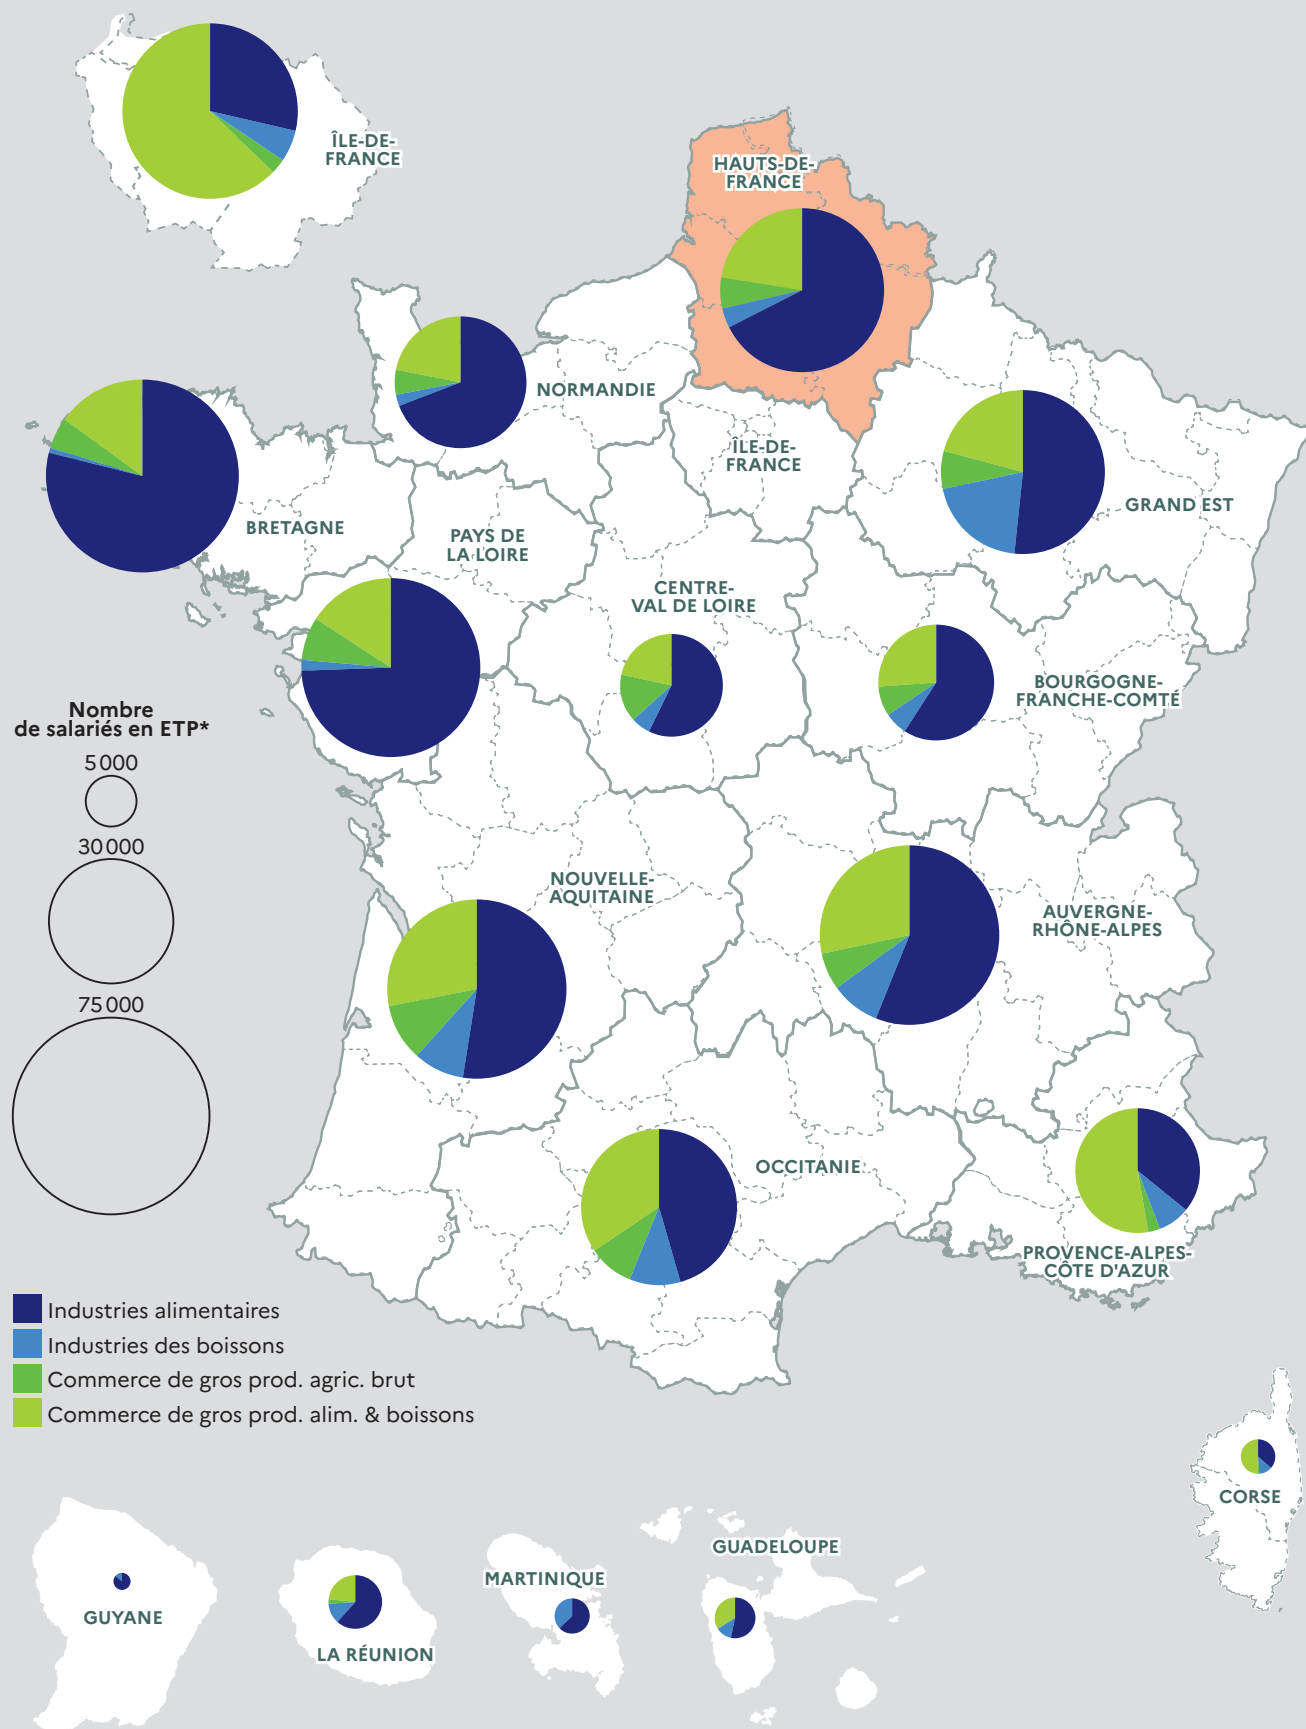 ÎLE-DE-
FRANCE
HAUTS-DE-
FRANCE
NORMANDIE
ÎLE-DE-
FRANCE
GRAND EST
BRETAGNE
PAYS DE
LA LOIRE
CENTRE-
VAL DE LOIRE
BOURGOGNE-
FRANCHE-COMTÉ
Nombre
de salariés en ETP*
5 000
30 000
75 000
NOUVELLE-
AQUITAINE
AUVERGNE-
RHÔNE-ALPES
OCCITANIE
PROVENCE-ALPES-
CÔTE D'AZUR
Industries alimentaires
Industries des boissons
Commerce de gros prod. agric. brut
Commerce de gros prod. alim. & boissons
CORSE
GUYANE
LA RÉUNION
MARTINIQUE
GUADELOUPE